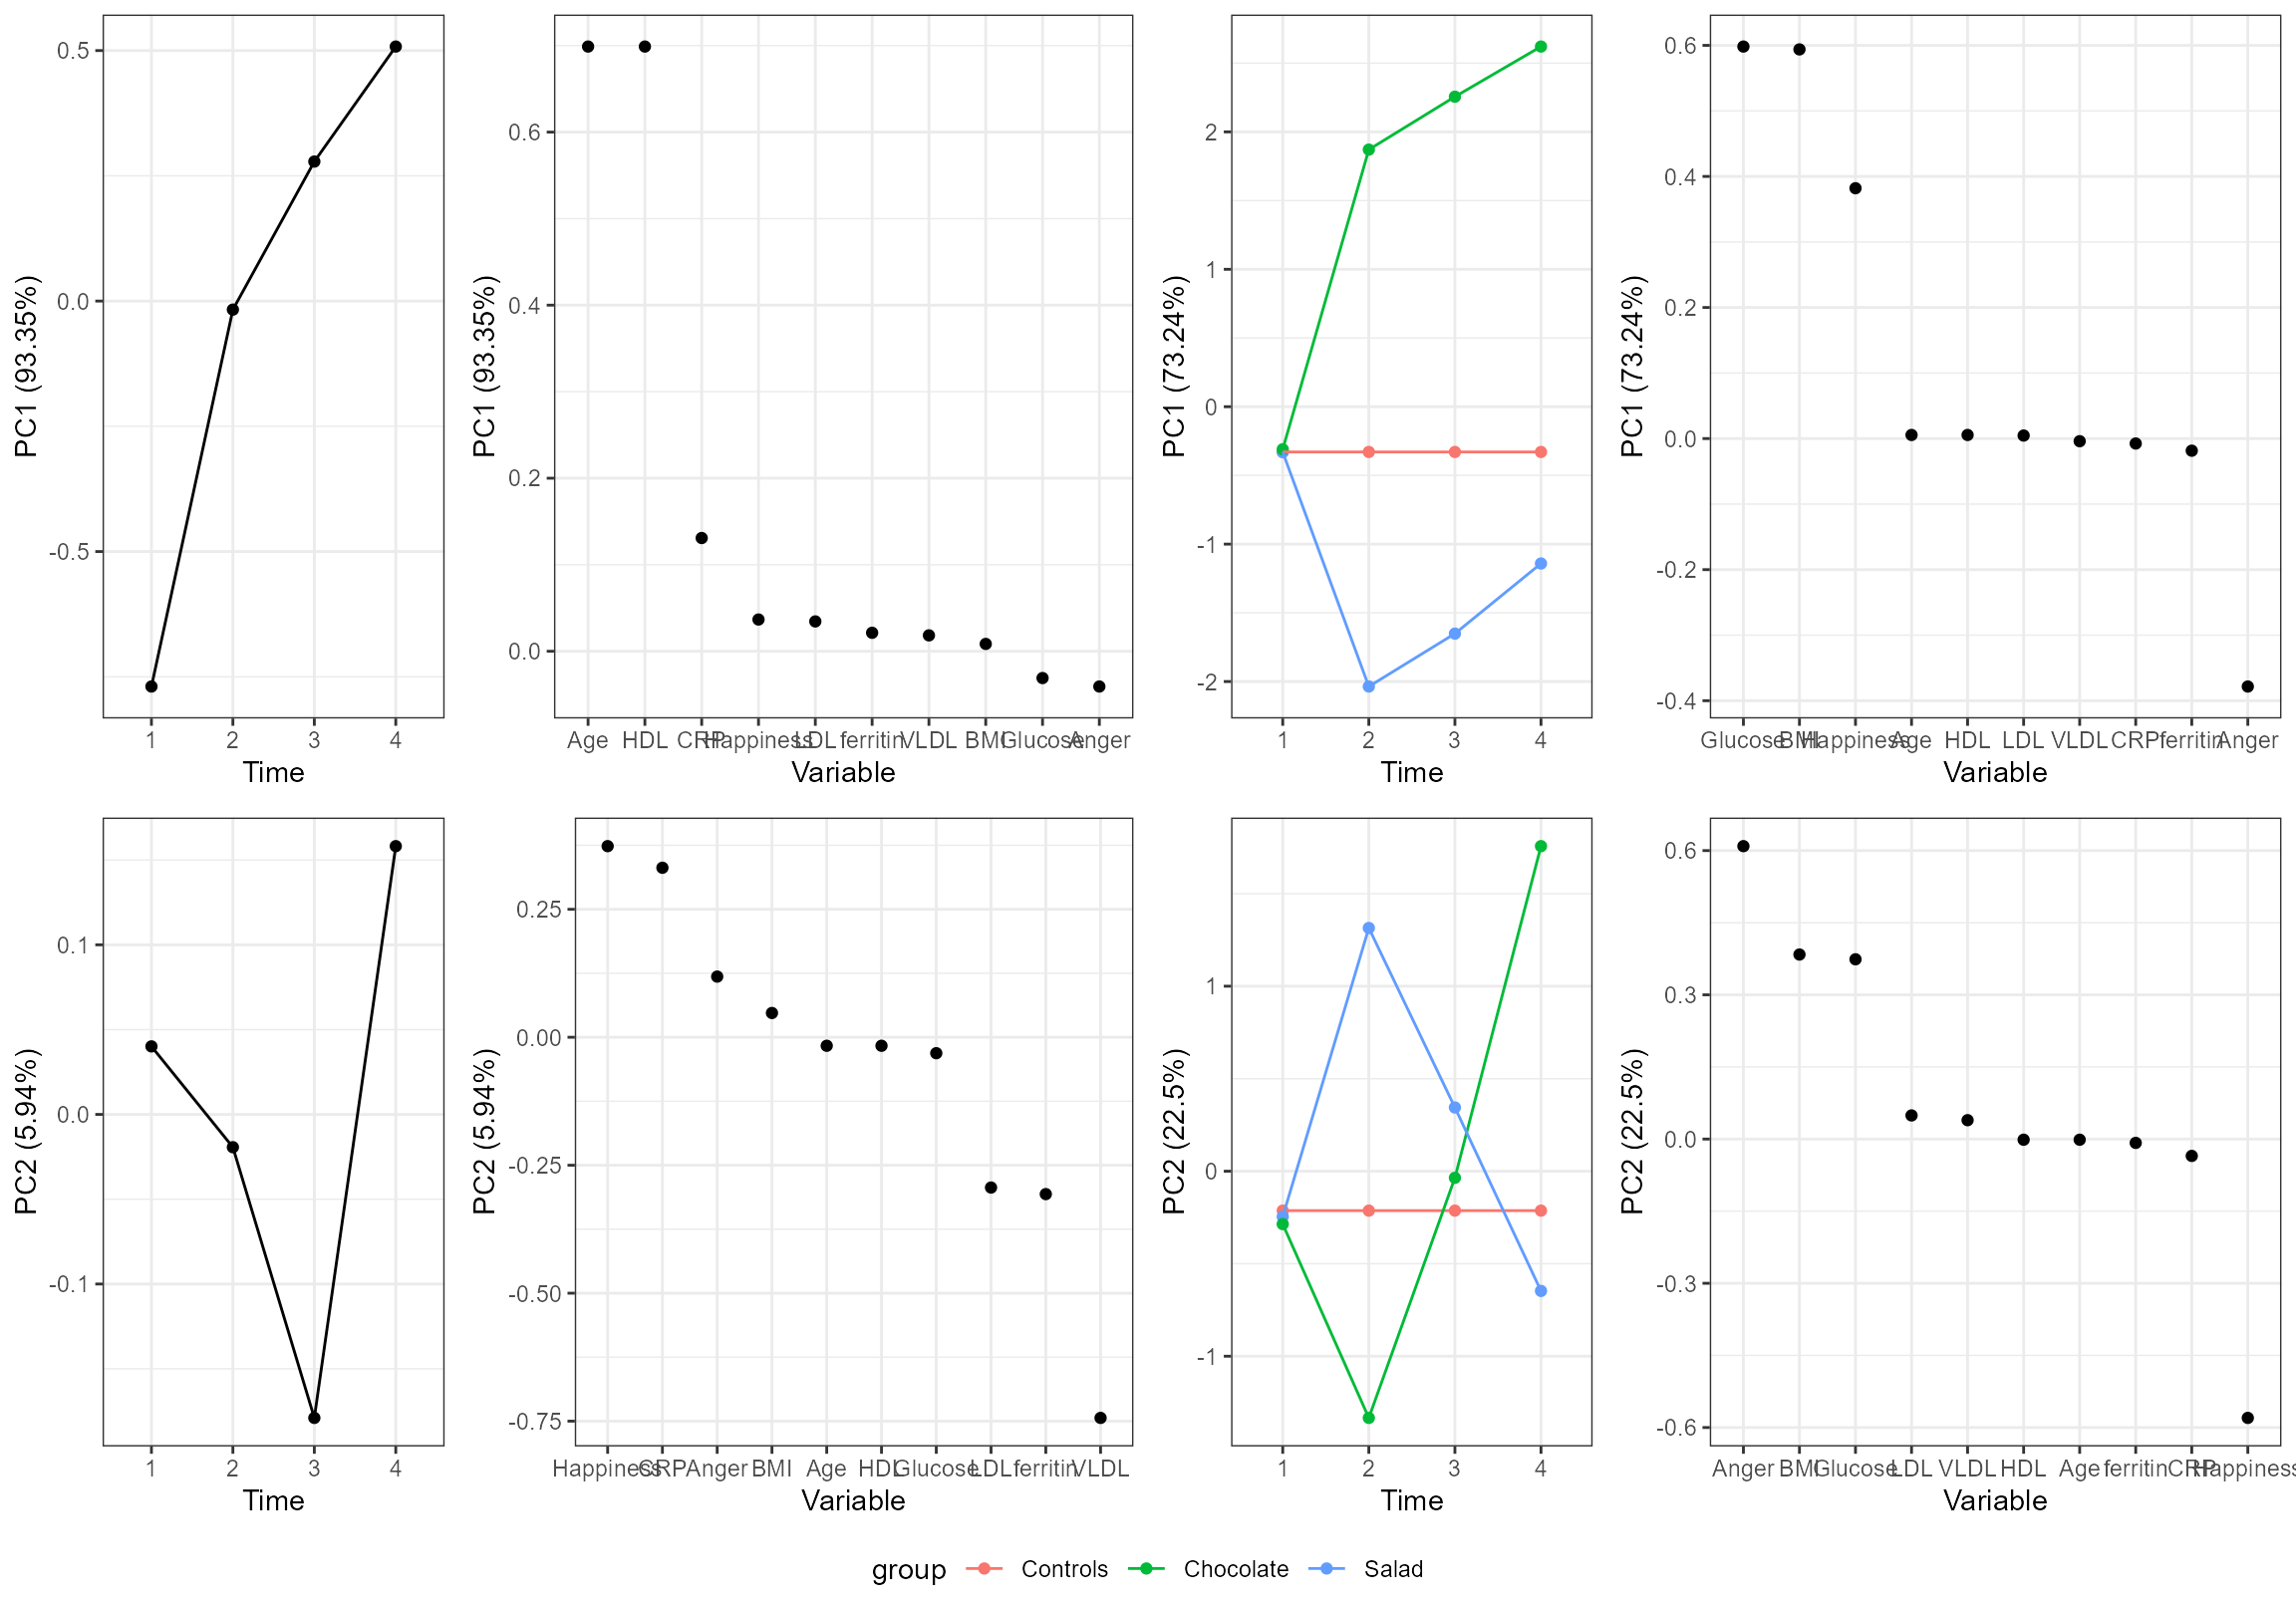 PC1 (93.35%)
0.5
0.0
-0.5
1 2 3 4
Time
PC1 (93.35%)
0.6
0.4
0.2
0.0
Age HDL CRP Happiness LDL ferritin VLDL BMI Glucose Anger
Variable
PC1 (73.24%)
2
1
0
-1
-2
1 2 3 4
Time
PC1 (73.24%)
0.6
0.4
0.2
0.0
-0.2
-0.4
Glucose BMI Happiness Age HDL LDL VLDL CRP ferritin Anger
Variable
PC2 (5.94%)
0.1
0.0
-0.1
1 2 3 4
Time
PC2 (5.94%)
0.25
0.00
-0.25
-0.50
-0.75
Happiness CRP Anger BMI Age HDL Glucose LDL ferritin VLDL
Variable
PC2 (22.5%)
1
0
-1
1 2 3 4
Time
PC2 (22.5%)
0.6
0.3
0.0
-0.3
-0.6
Anger BMI Glucose LDL VLDL HDL Age ferritin CRP Happiness
Variable
group Controls Chocolate Salad